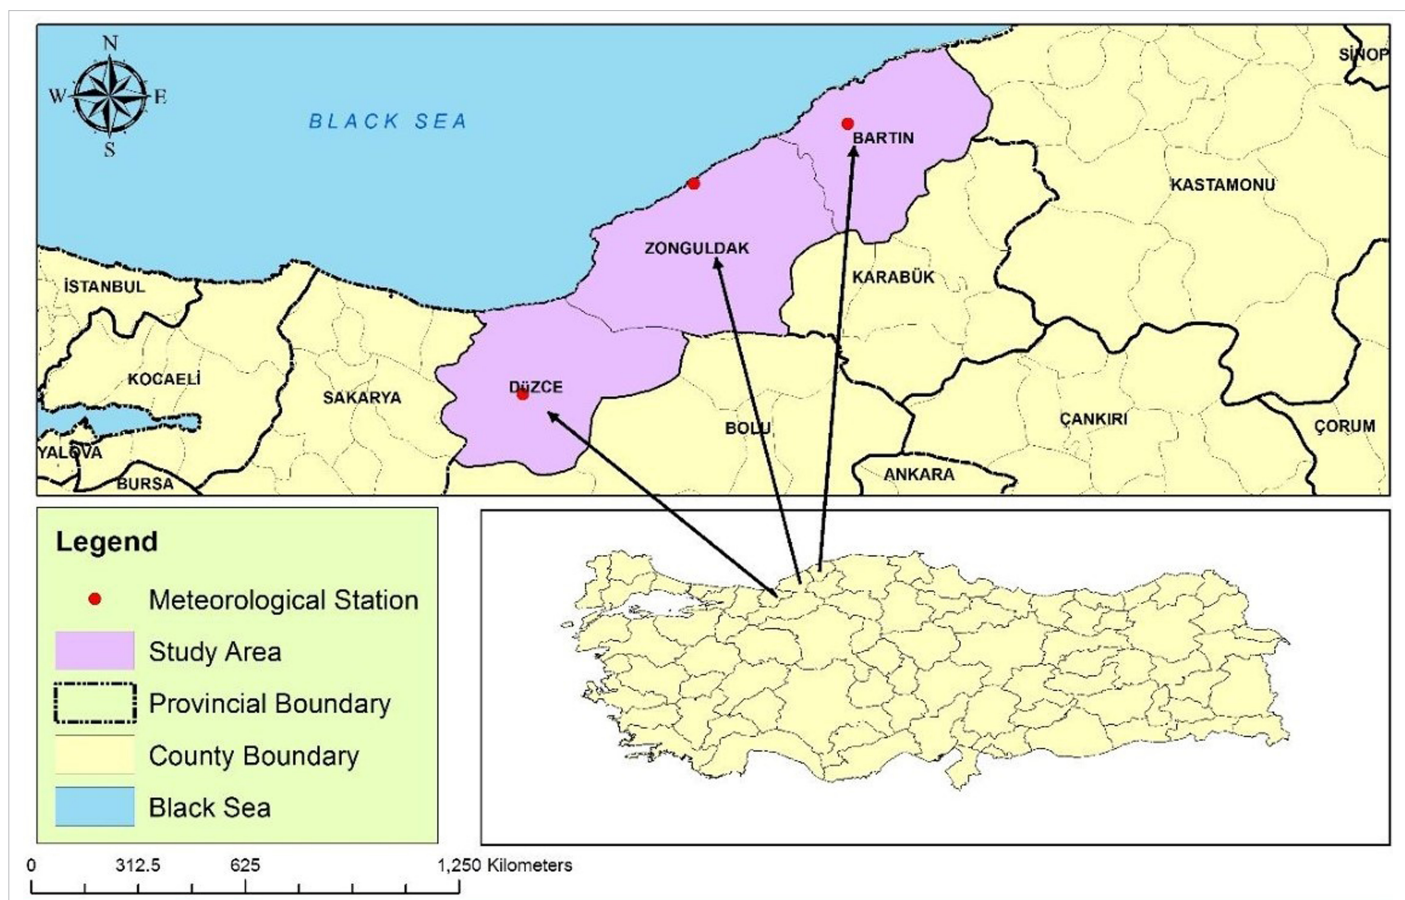 N
W
E
S
BLACK SEA
SİNOP
BARTIN
KASTAMONU
ZONGULDAK
KARABÜK
İSTANBUL
KOCAELİ
SAKARYA
DüZCE
BOLU
ÇANKIRI
ÇORUM
YALOVA
BURSA
ANKARA
Legend
Meteorological Station
Study Area
Provincial Boundary
County Boundary
Black Sea
0 312.5 625 1,250 Kilometers